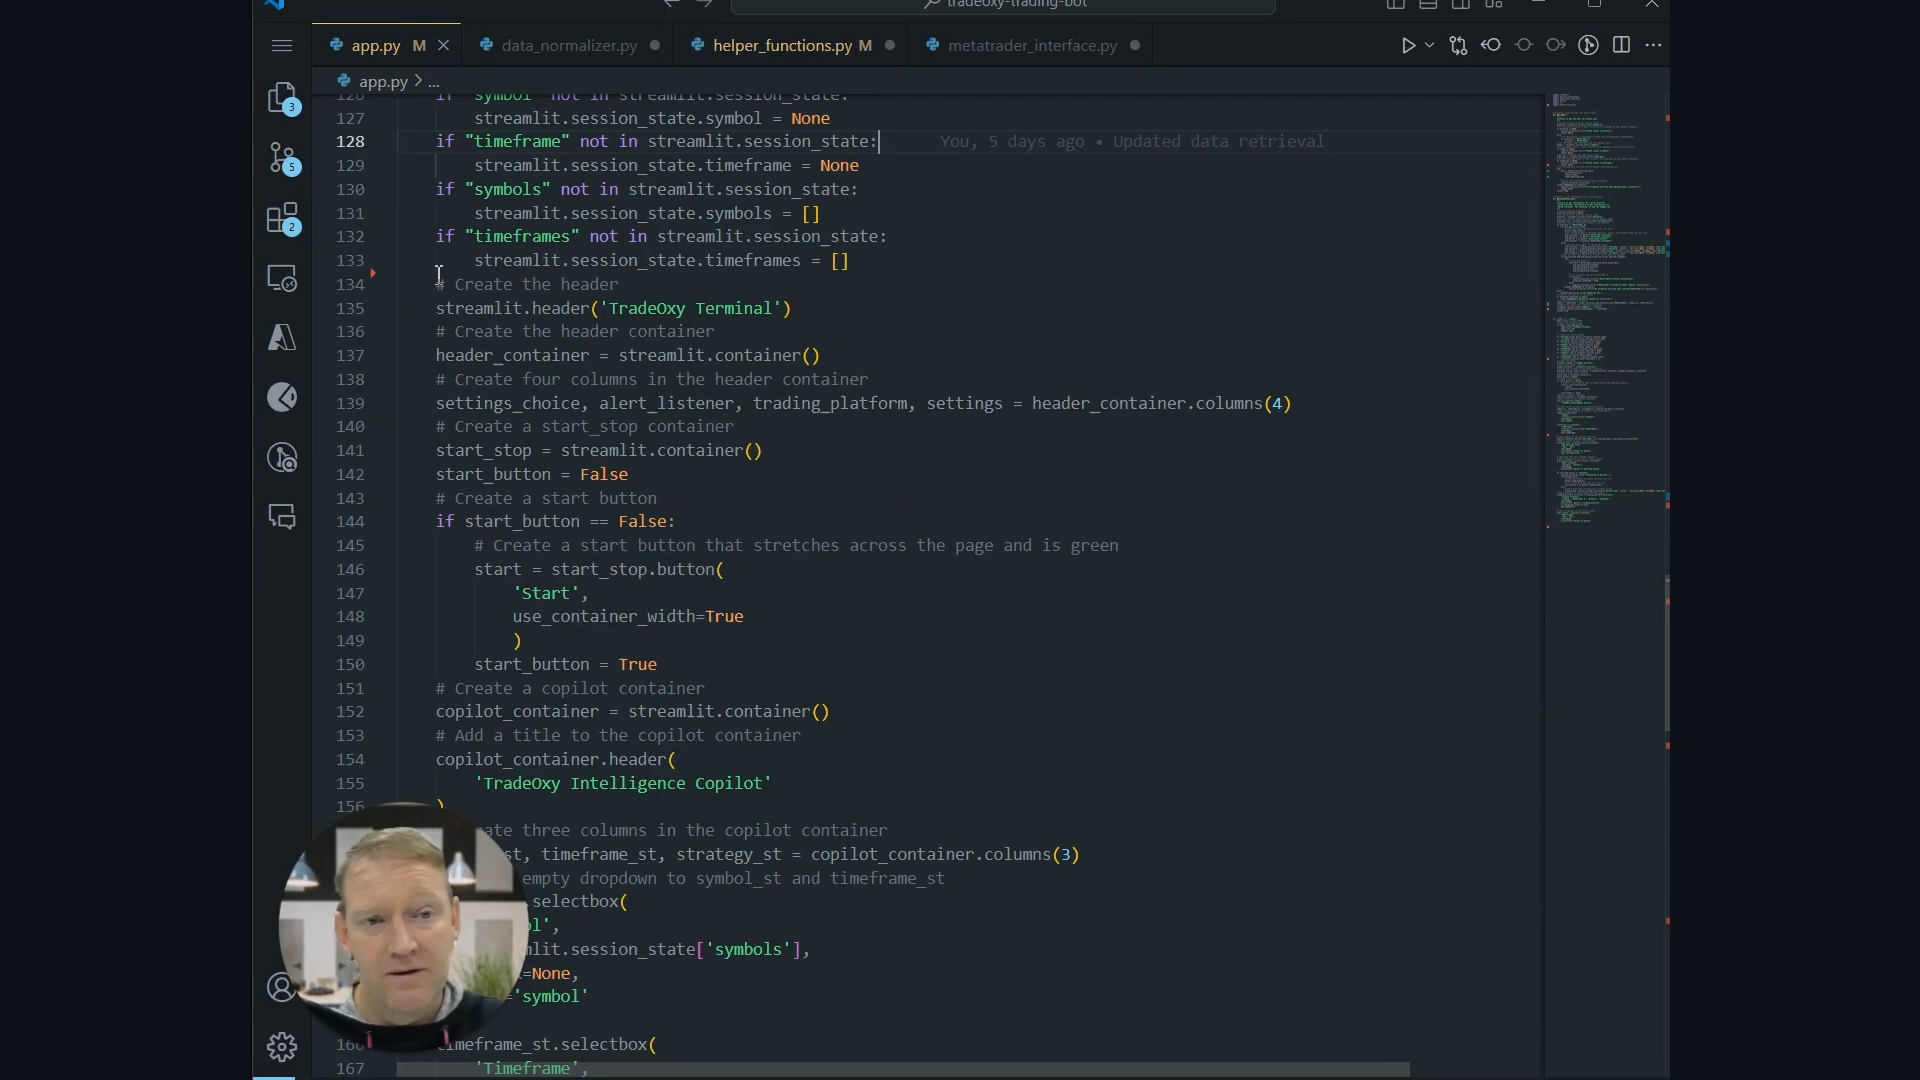 tradeoxy-trading-bot
app.py M
data_normalizer.py
helper_functions.py M
metatrader_interface.py
app.py > ...
126 if "symbol" not in streamlit.session_state:
127 streamlit.session_state.symbol = None
128 if "timeframe" not in streamlit.session_state: You, 5 days ago • Updated data retrieval
129 streamlit.session_state.timeframe = None
130 if "symbols" not in streamlit.session_state:
131 streamlit.session_state.symbols = []
132 if "timeframes" not in streamlit.session_state:
133 streamlit.session_state.timeframes = []
134 # Create the header
135 streamlit.header('TradeOxy Terminal')
136 # Create the header container
137 header_container = streamlit.container()
138 # Create four columns in the header container
139 settings_choice, alert_listener, trading_platform, settings = header_container.columns(4)
140 # Create a start_stop container
141 start_stop = streamlit.container()
142 start_button = False
143 # Create a start button
144 if start_button == False:
145 # Create a start button that stretches across the page and is green
146 start = start_stop.button(
147 'Start',
148 use_container_width=True
149 )
150 start_button = True
151 # Create a copilot container
152 copilot_container = streamlit.container()
153 # Add a title to the copilot container
154 copilot_container.header(
155 'TradeOxy Intelligence Copilot'
156 )
ate three columns in the copilot container
st, timeframe_st, strategy_st = copilot_container.columns(3)
empty dropdown to symbol_st and timeframe_st
.selectbox(
ol',
mlit.session_state['symbols'],
=None,
='symbol'
166 timeframe_st.selectbox(
167 'Timeframe',
3
5
2